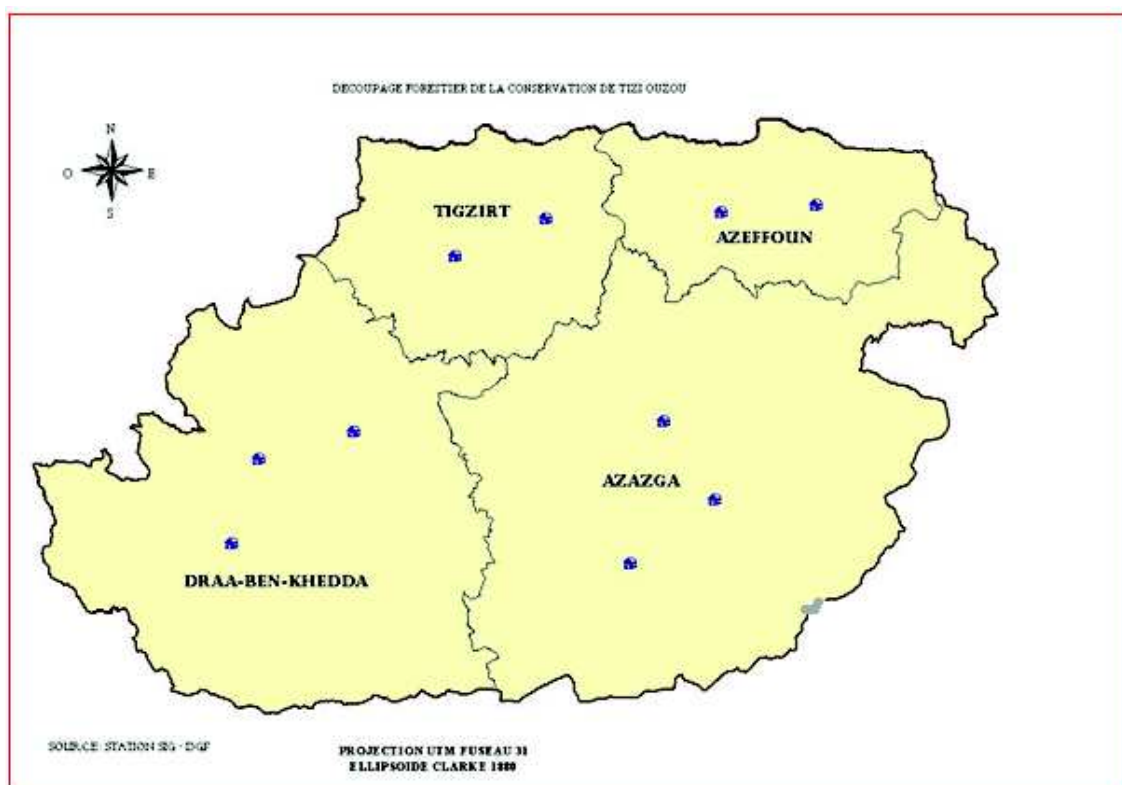 DECOUPAGE FORESTIER DE LA CONSERVATION DE TIZI OUZOU
N
O E
S
TIGZIRT
AZEFFOUN
AZAZGA
DRAA-BEN-KHEDDA
SOURCE: STATION SIG - DGF
PROJECTION UTM FUSEAU 31
ELLIPSOIDE CLARKE 1880